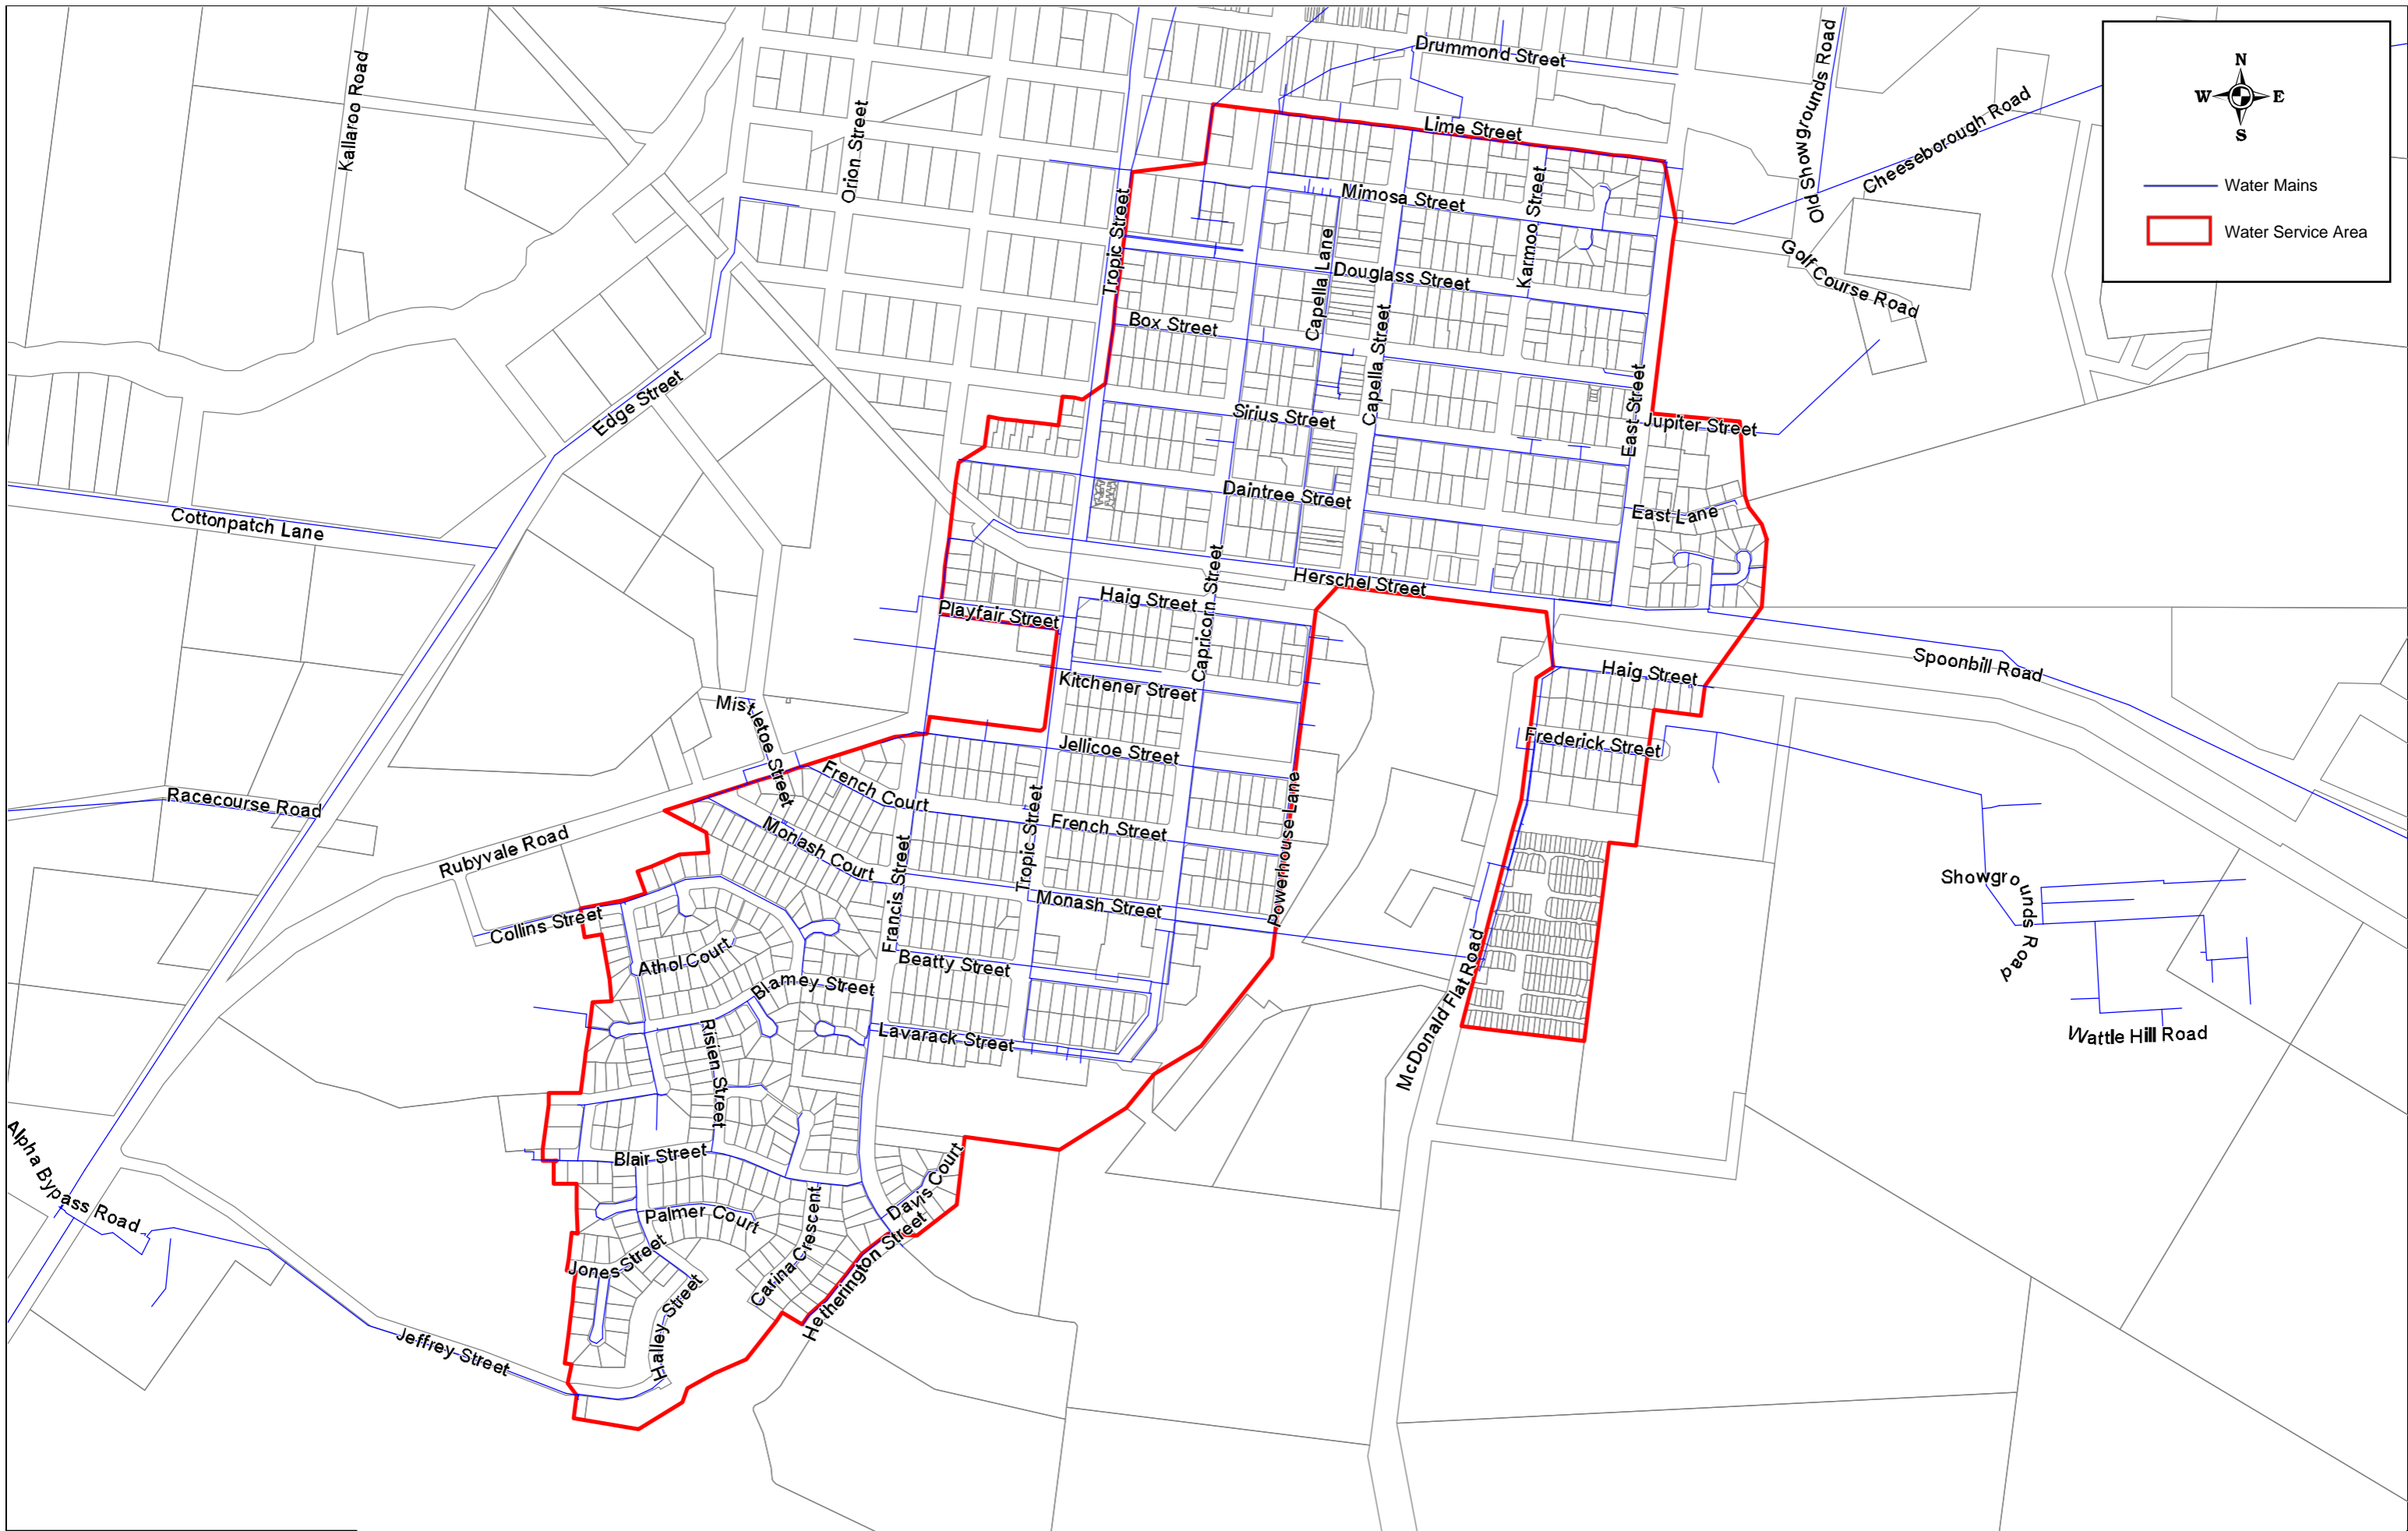 Drummond Street
Old Showgrounds Road
Kallaroo Road
N
W E
S
Water Mains
Water Service Area
Cheeseborough Road
Lime Street
Orion Street
Mimosa Street
Karmoo Street
Tropic Street
Golf Course Road
Capella Lane
Douglass Street
Box Street
Capella Street
Edge Street
Sirius Street
East Street
Jupiter Street
Daintree Street
East Lane
Cottonpatch Lane
Herschel Street
Haig Street
Playfair Street
Capricorn Street
Haig Street
Spoonbill Road
Kitchener Street
Mistletoe Street
Jellicoe Street
Frederick Street
French Court
Racecourse Road
Monash Court
Tropic Street
French Street
Powerhouse Lane
Rubyvale Road
Francis Street
Monash Street
Showgrounds Road
Collins Street
Athol Court
Beatty Street
Blamey Street
McDonald Flat Road
Risien Street
Lavarack Street
Wattle Hill Road
Alpha Bypass Road
Blair Street
Davis Court
Palmer Court
Carina Crescent
Hetherington Street
Jones Street
Halley Street
Jeffrey Street